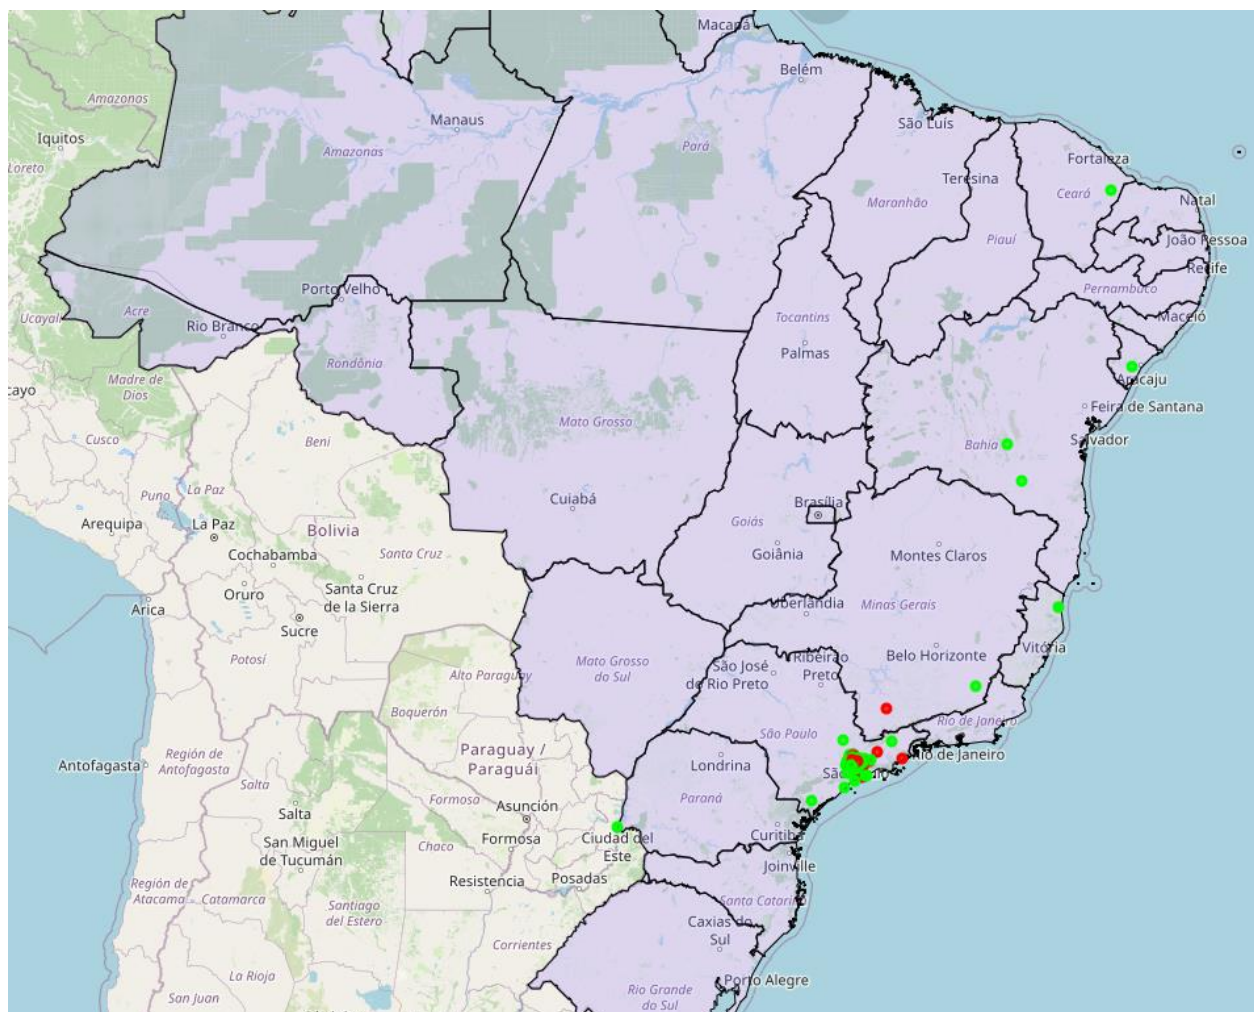 Macapá
Belém
Amazonas
Manaus
São Luís
Iquitos
Pará
Amazonas
Fortaleza
Loreto
Teresina
Ceará
Maranhão
Natal
Piauí
João Pessoa
Recife
Porto Velho
Pernambuco
Acre
Ucayali
Rio Branco
Tocantins
Maceió
Palmas
Rondônia
Madre de
Dios
Aracaju
cayo
Feira de Santana
Mato Grosso
Cusco
Beni
Bahia
Salvador
Puno
La Paz
Cuiabá
Brasília
Arequipa
La Paz
Bolivia
Goiás
Cochabamba
Santa Cruz
Goiânia
Montes Claros
Oruro
Santa Cruz
de la Sierra
Arica
Uberlândia
Minas Gerais
Sucre
Potosí
Mato Grosso
do Sul
São José
do Rio Preto
Ribeirão
Preto
Belo Horizonte
Vitória
Alto Paraguay
Boquerón
Rio de Janeiro
São Paulo
Región de
Antofagasta
Paraguay /
Paraguái
Antofagasta
Londrina
Rio de Janeiro
São Paulo
Salta
Formosa
Paraná
Asunción
Salta
San Miguel
de Tucumán
Chaco
Formosa
Ciudad del
Este
Curitiba
Joinville
Resistencia
Posadas
Región de
Atacama
Catamarca
Santiago
del Estero
Santa Catarina
Caxias do
Sul
Corrientes
La Rioja
Porto Alegre
San Juan
Rio Grande
do Sul